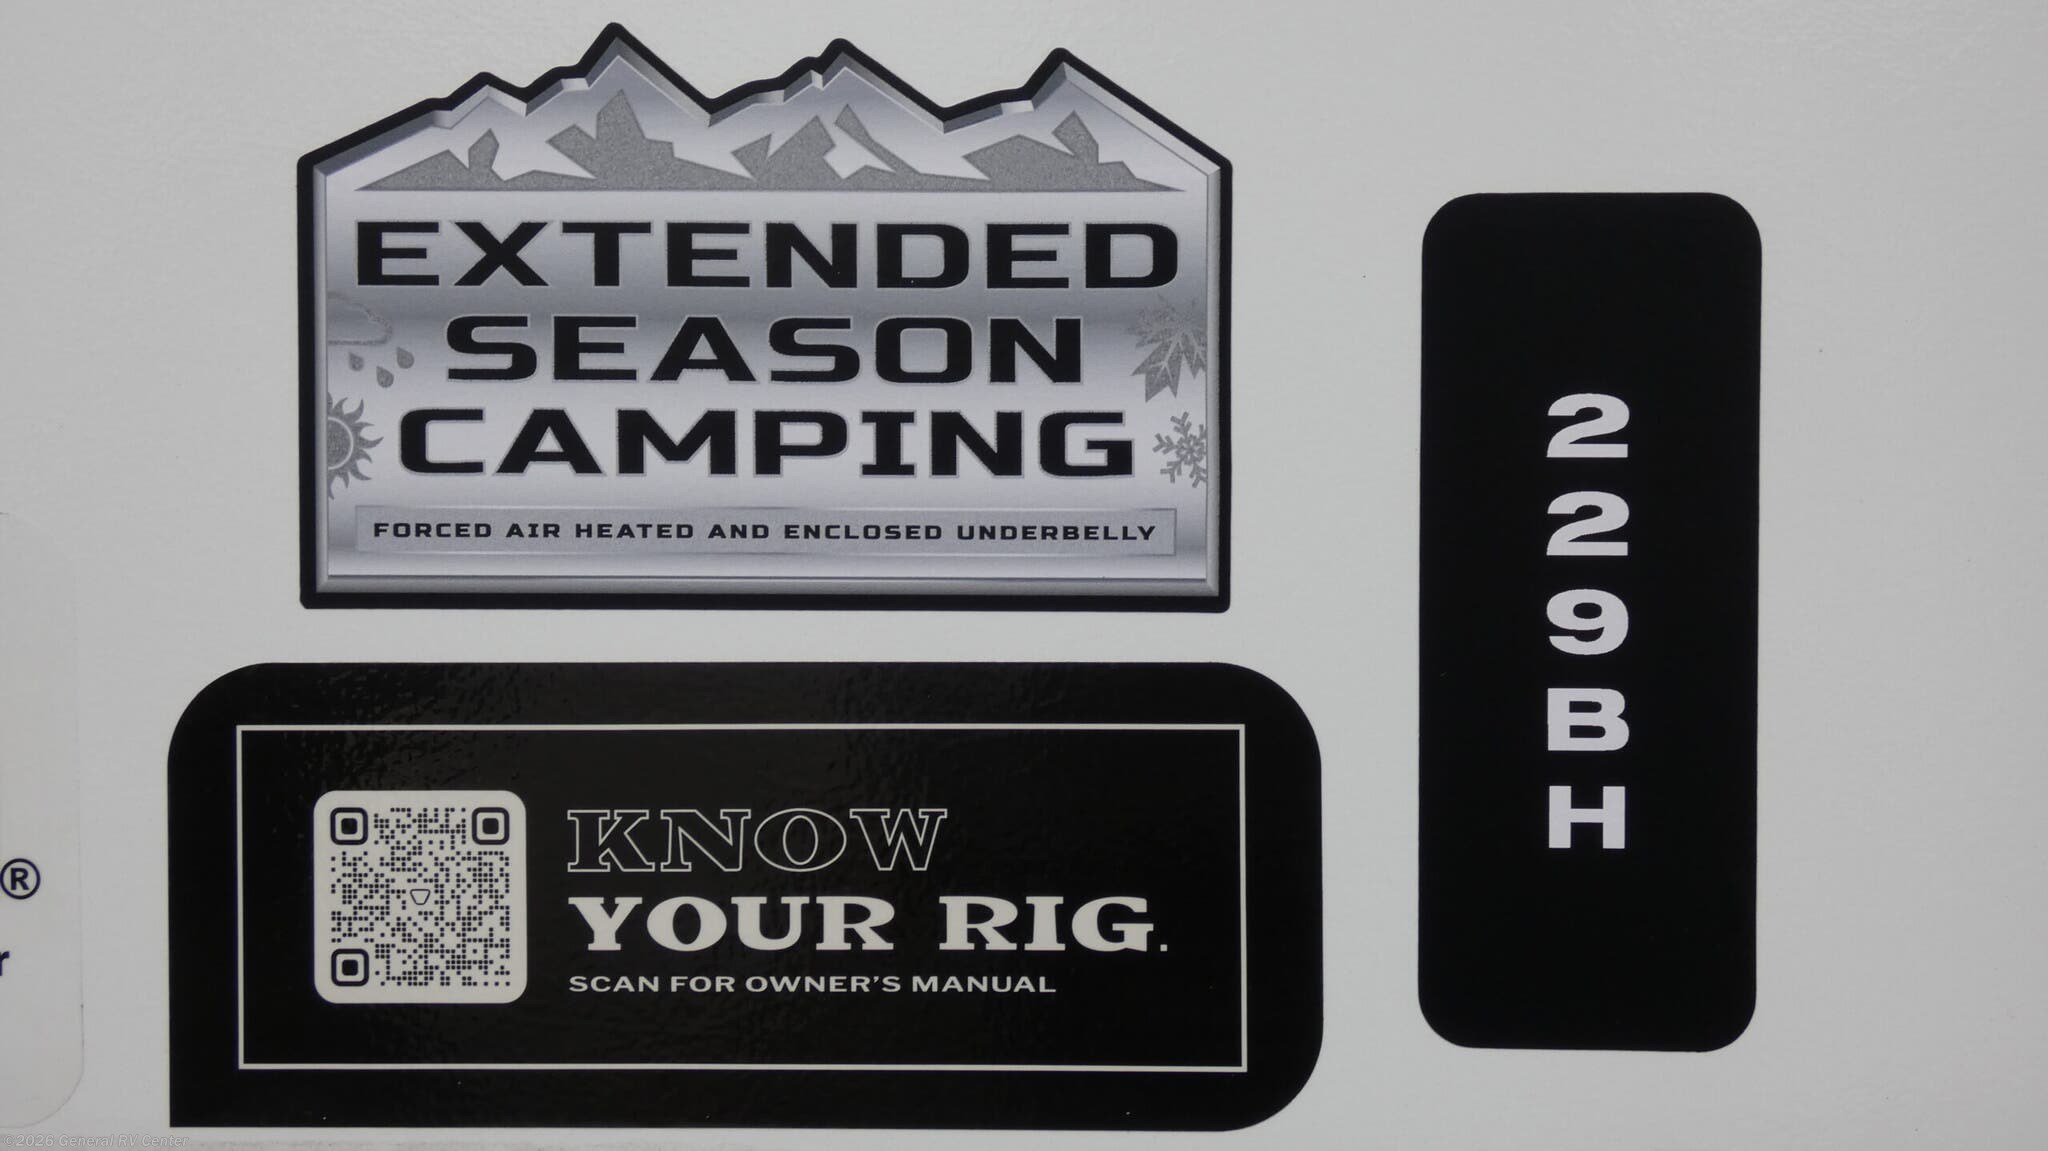 EXTENDED
SEASON
CAMPING
FORCED AIR HEATED AND ENCLOSED UNDERBELLY
229BH
KNOW
YOUR RIG.
SCAN FOR OWNER'S MANUAL
®
r
©2026 General RV Center